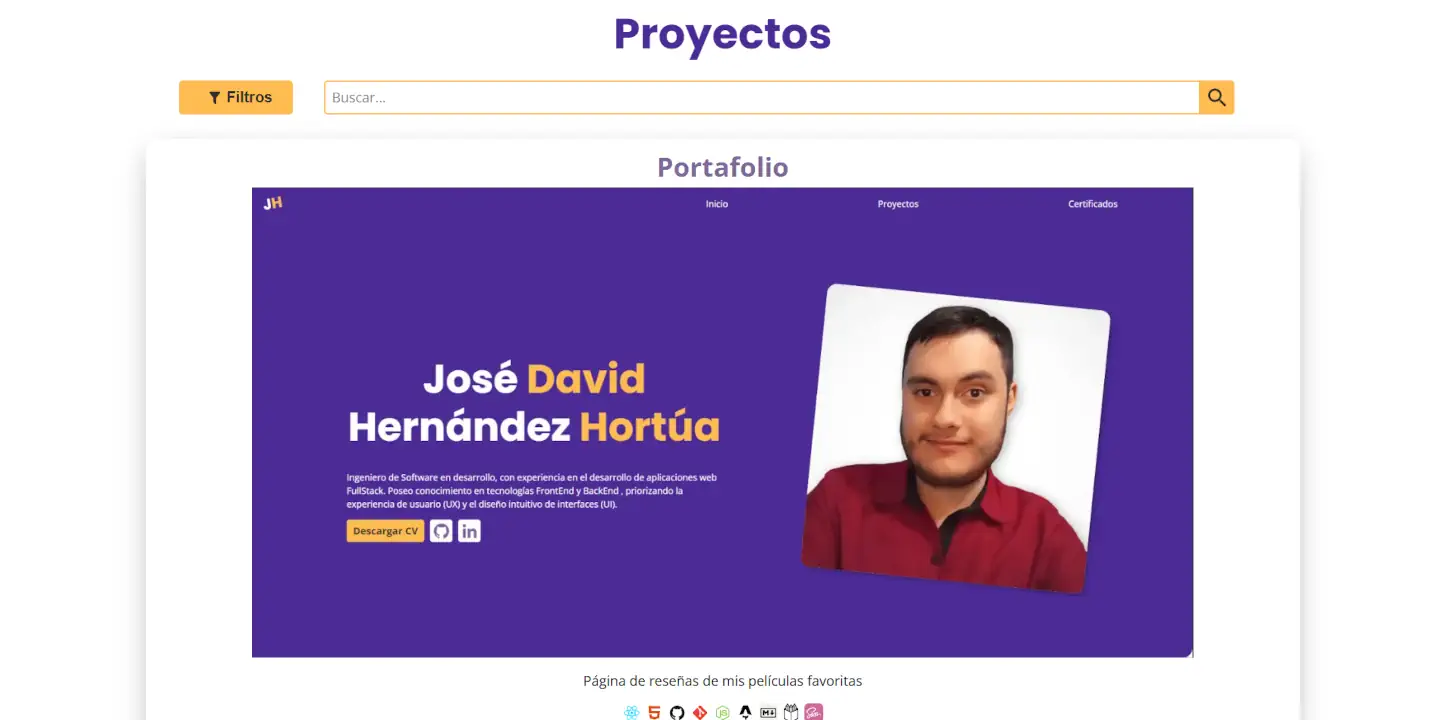 Proyectos
Filtros
Buscar...
Portafolio
JH
Inicio
Proyectos
Certificados
José David
Hernández Hortúa
Ingeniero de Software en desarrollo, con experiencia en el desarrollo de aplicaciones web
FullStack. Poseo conocimiento en tecnologías FrontEnd y BackEnd , priorizando la
experiencia de usuario (UX) y el diseño intuitivo de interfaces (UI).
Descargar CV
in
Página de reseñas de mis películas favoritas